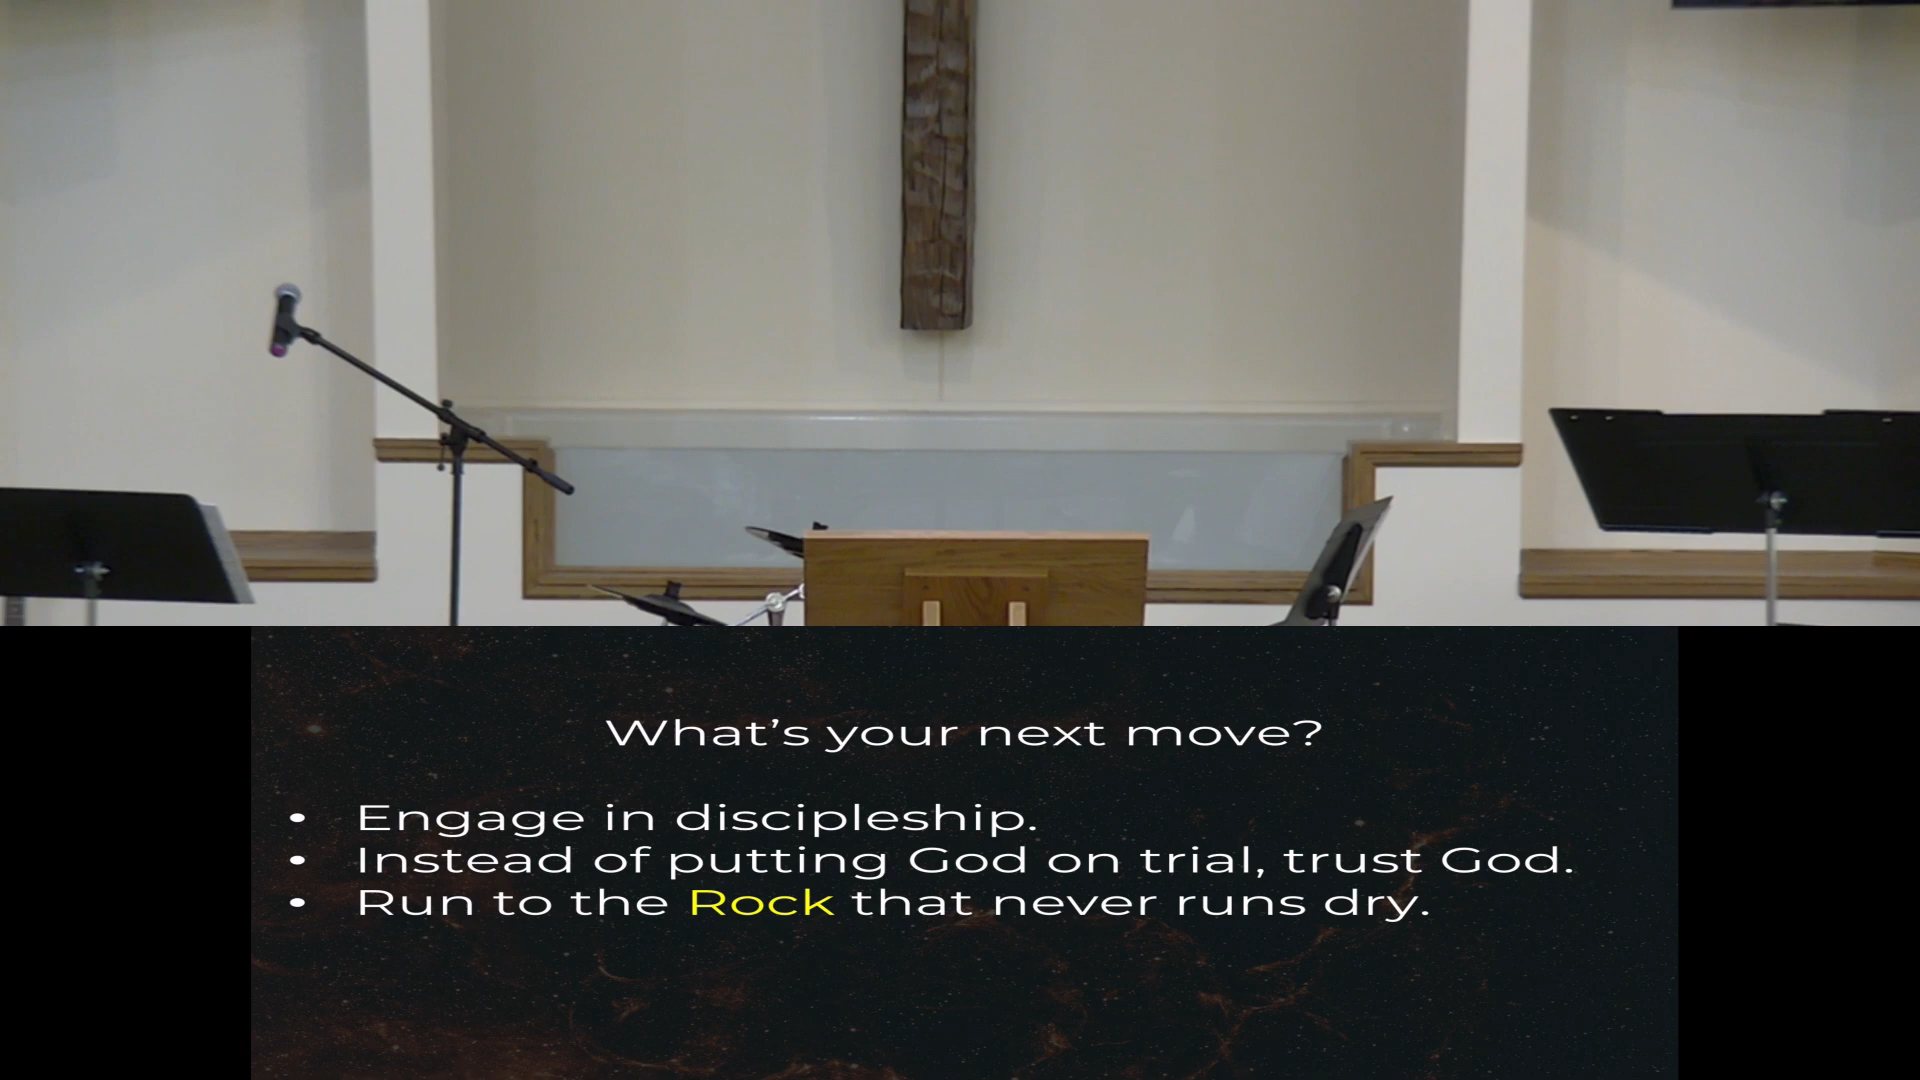 What’s your next move?
• Engage in discipleship.
• Instead of putting God on trial, trust God.
• Run to the Rock that never runs dry.